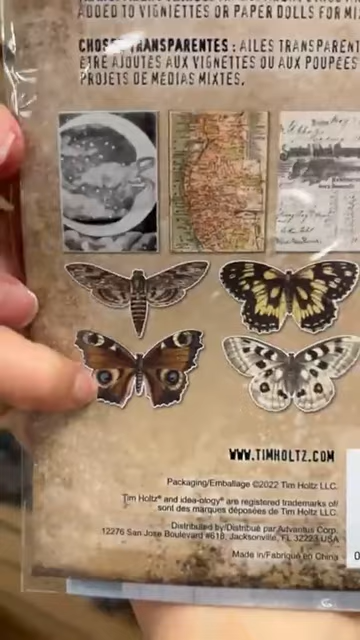 ADDED TO VIGNETTES OR PAPER DOLLS FOR MI
CHOSES TRANSPARENTES : AILES TRANSPARENT
ÊTRE AJOUTÉS AUX VIGNETTES OU AUX POUPÉES
PROJETS DE MÉDIAS MIXTES.
WWW.TIMHOLTZ.COM
Packaging/Emballage ©2022 Tim Holtz LLC.
Tim Holtz® and idea-ology® are registered trademarks of/
sont des marques déposées de Tim Holtz LLC.
Distributed by/Distribué par Advantus Corp.
12276 San Jose Boulevard #618, Jacksonville, FL 32223 USA
Made in/Fabriqué en China
0